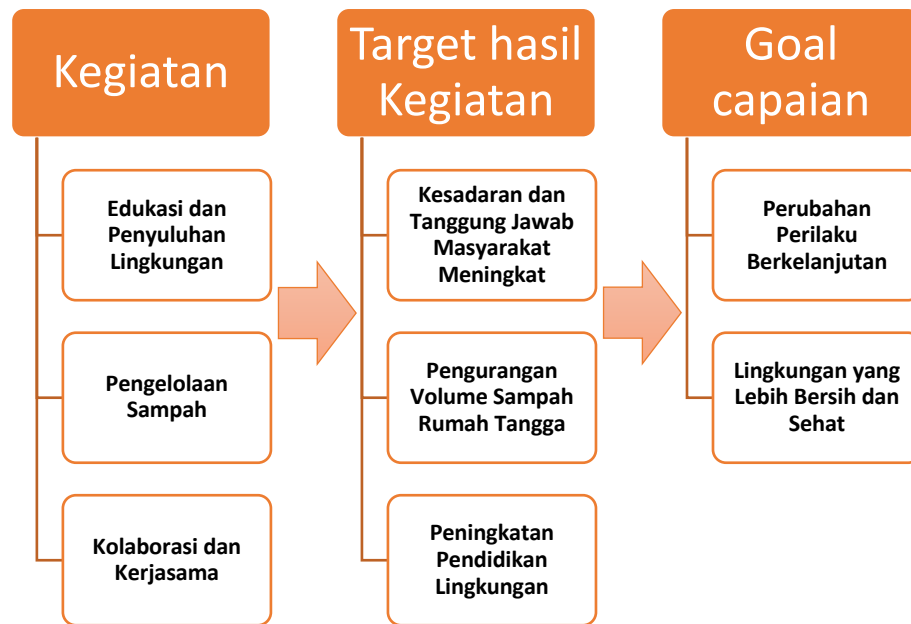 Kegiatan
Edukasi dan
Penyuluhan
Lingkungan
Pengelolaan
Sampah
Kolaborasi dan
Kerjasama
Target hasil
Kegiatan
Kesadaran dan
Tanggung Jawab
Masyarakat
Meningkat
Pengurangan
Volume Sampah
Rumah Tangga
Peningkatan
Pendidikan
Lingkungan
Goal
capaian
Perubahan
Perilaku
Berkelanjutan
Lingkungan yang
Lebih Bersih dan
Sehat